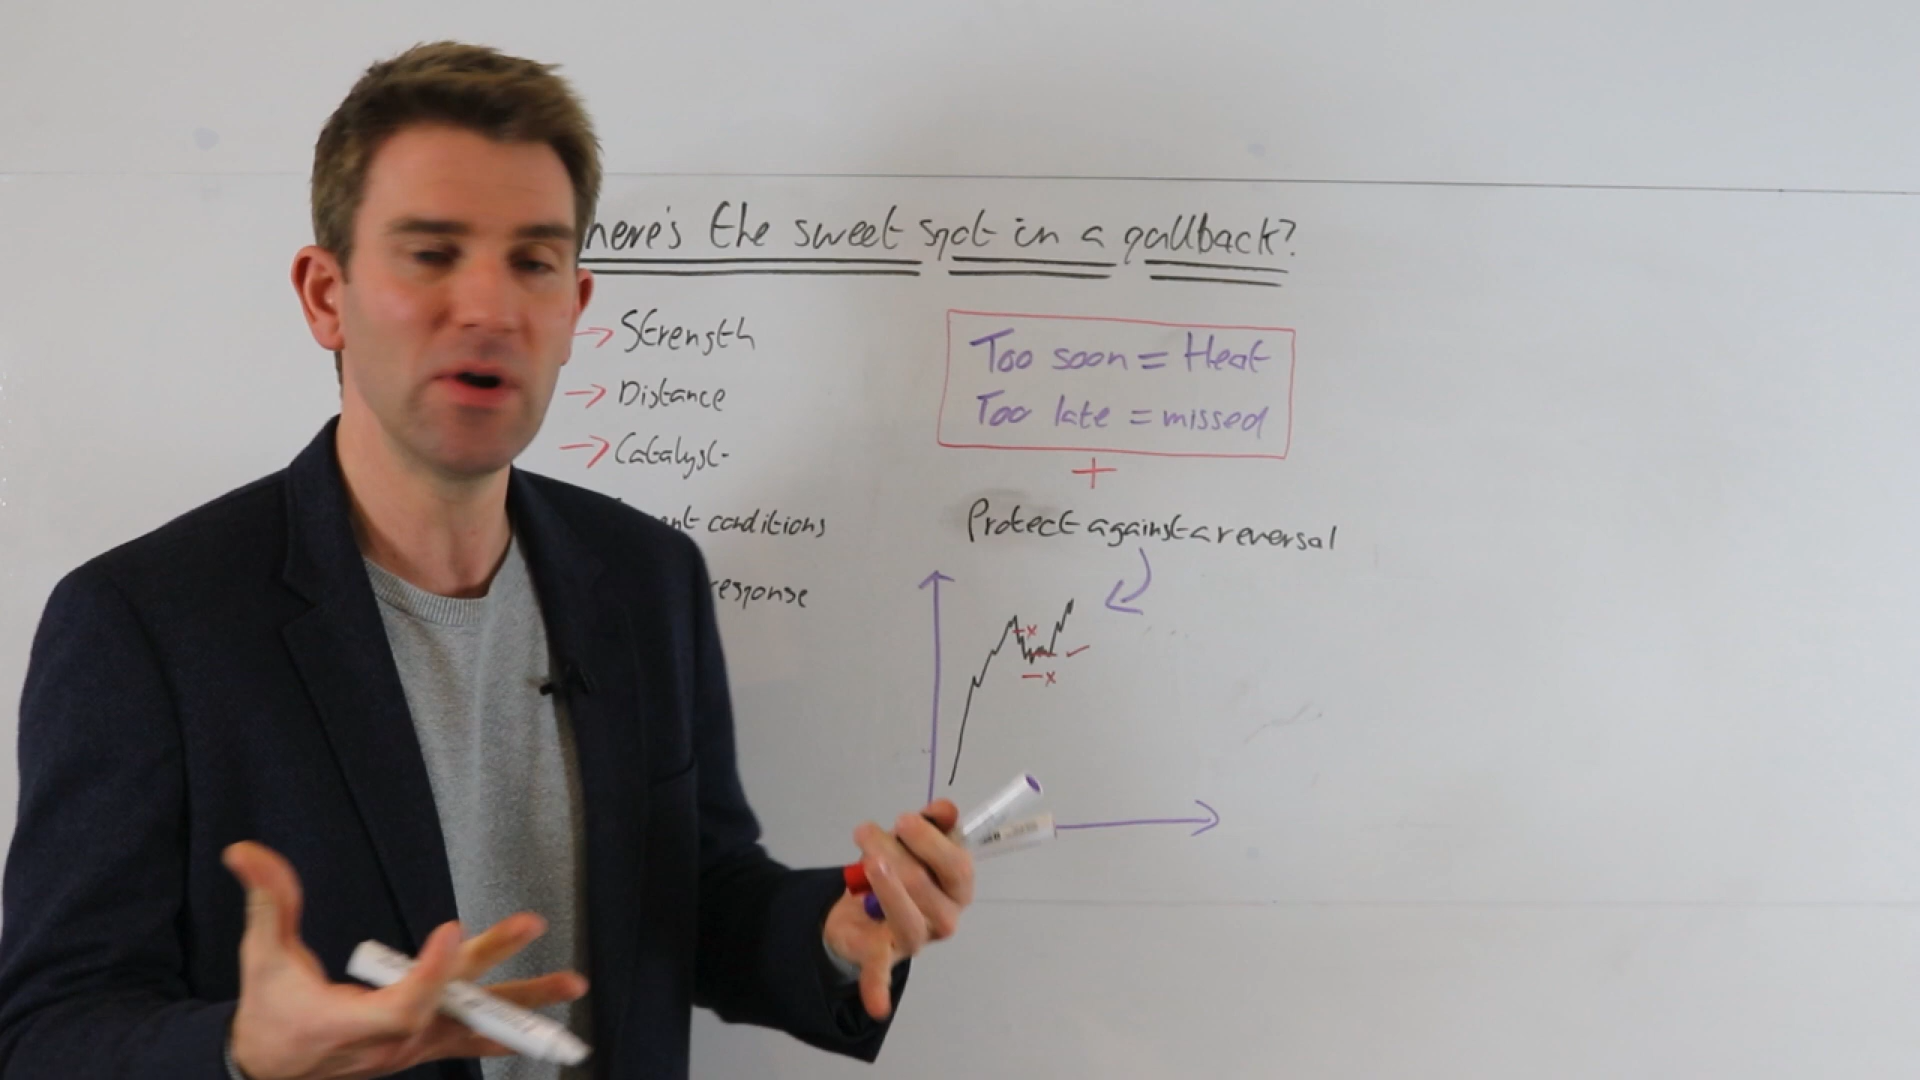 here's the sweet spot in a pullback?
→ Strength
→ Distance
→ Catalyst
ent conditions
response
Too soon = Heat
Too late = missed
+
Protect against a reversal
x
x